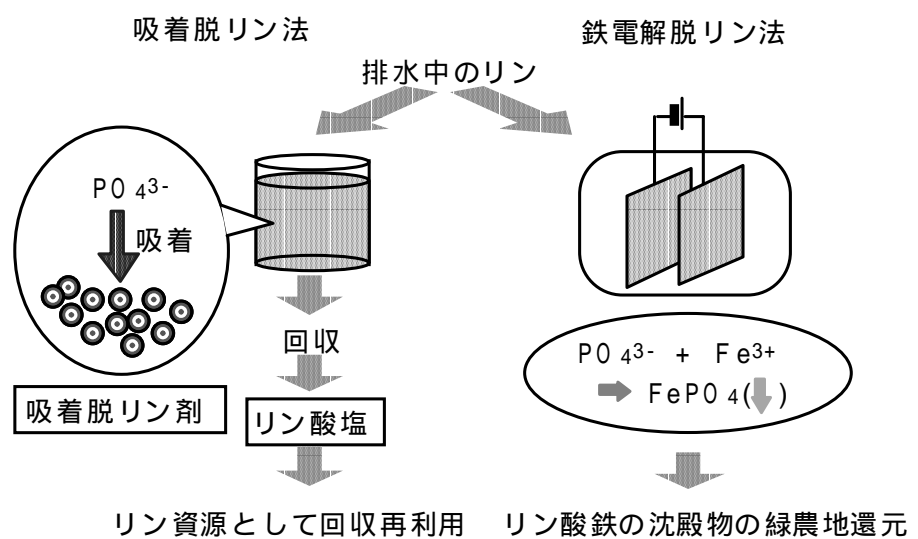 吸着脱リン法
鉄電解脱リン法
排水中のリン
PO4³⁻
吸着
吸着脱リン剤
回収
リン酸塩
リン資源として回収再利用
PO4³⁻ + Fe³⁺
➡ FePO4(⬇)
リン酸鉄の沈殿物の緑農地還元